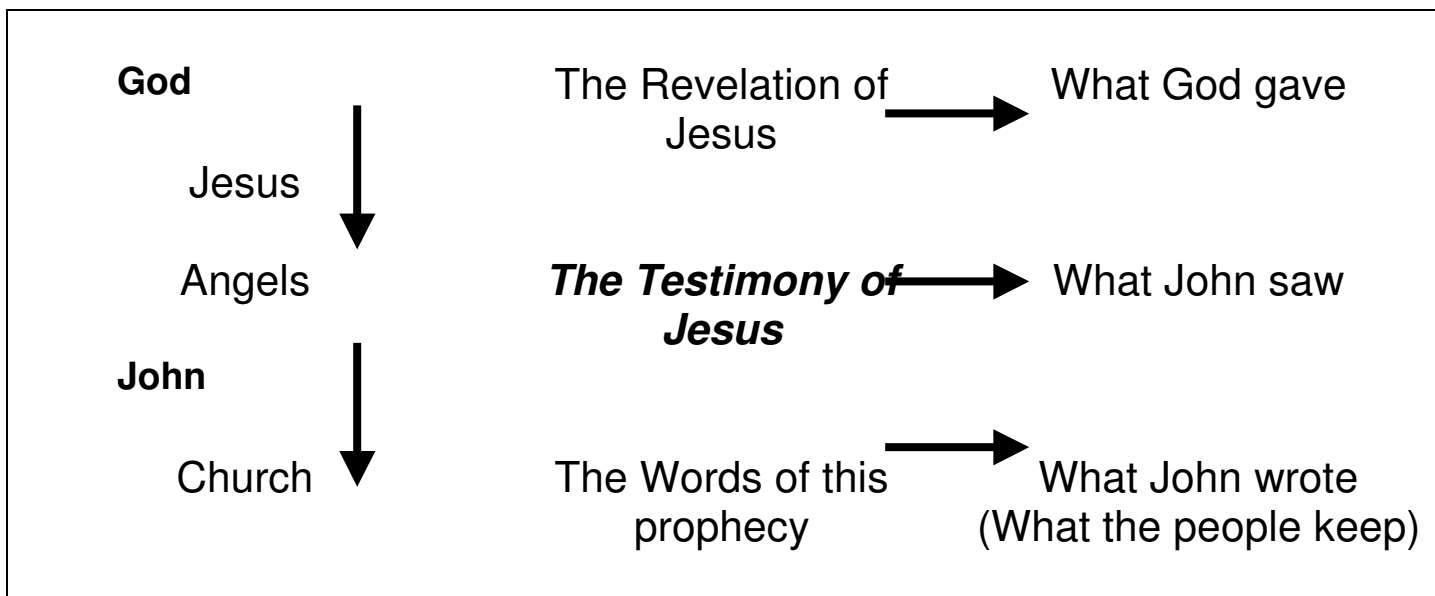 God
The Revelation of
Jesus
What God gave
Jesus
Angels
The Testimony of
Jesus
What John saw
John
Church
The Words of this
prophecy
What John wrote
(What the people keep)